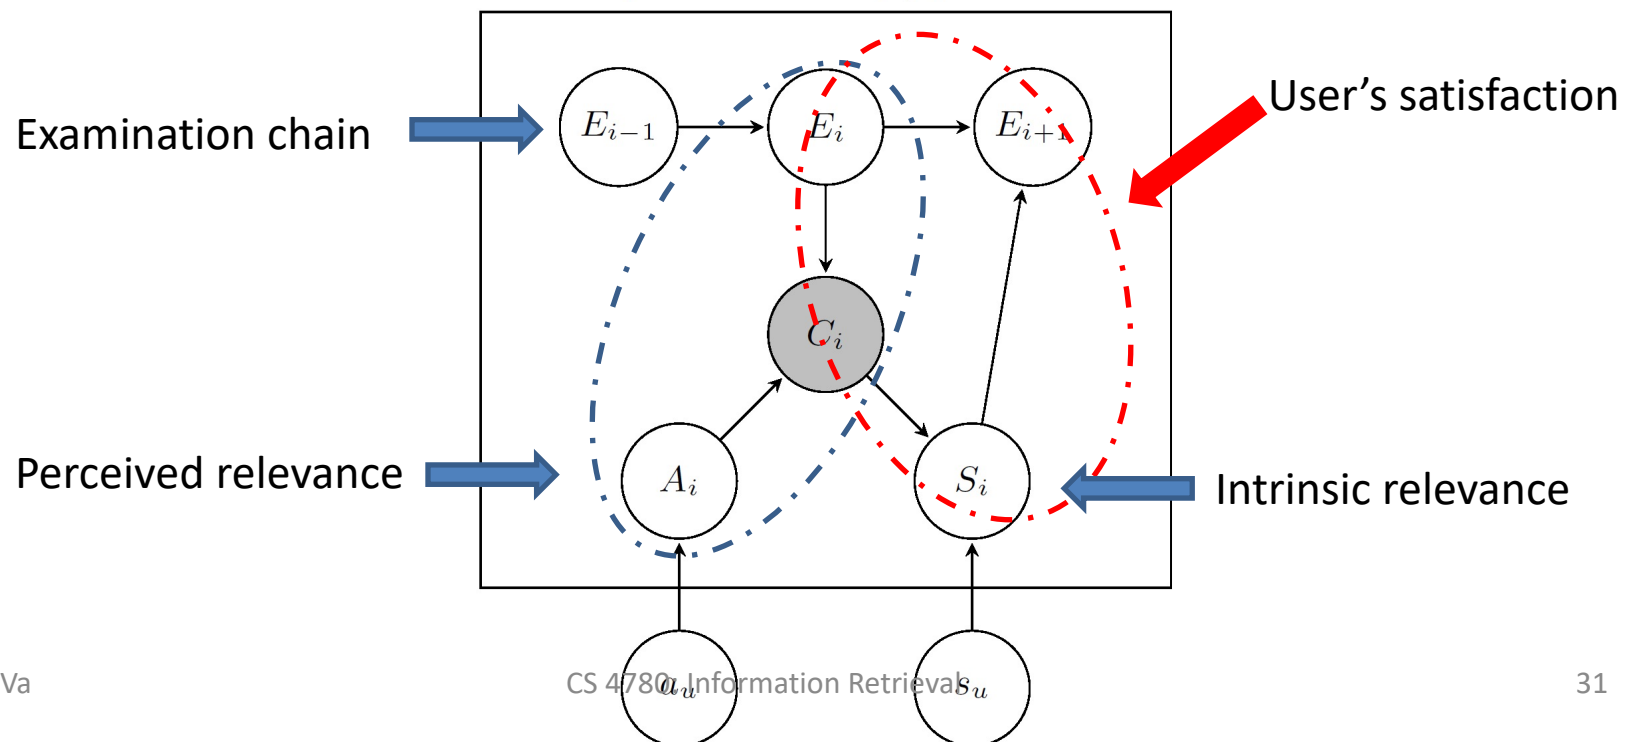 User's satisfaction
Examination chain
E_{i-1}
E_i
E_{i+1}
C_i
Perceived relevance
A_i
S_i
Intrinsic relevance
a_u
s_u
Va
CS 4780: Information Retrieval
31